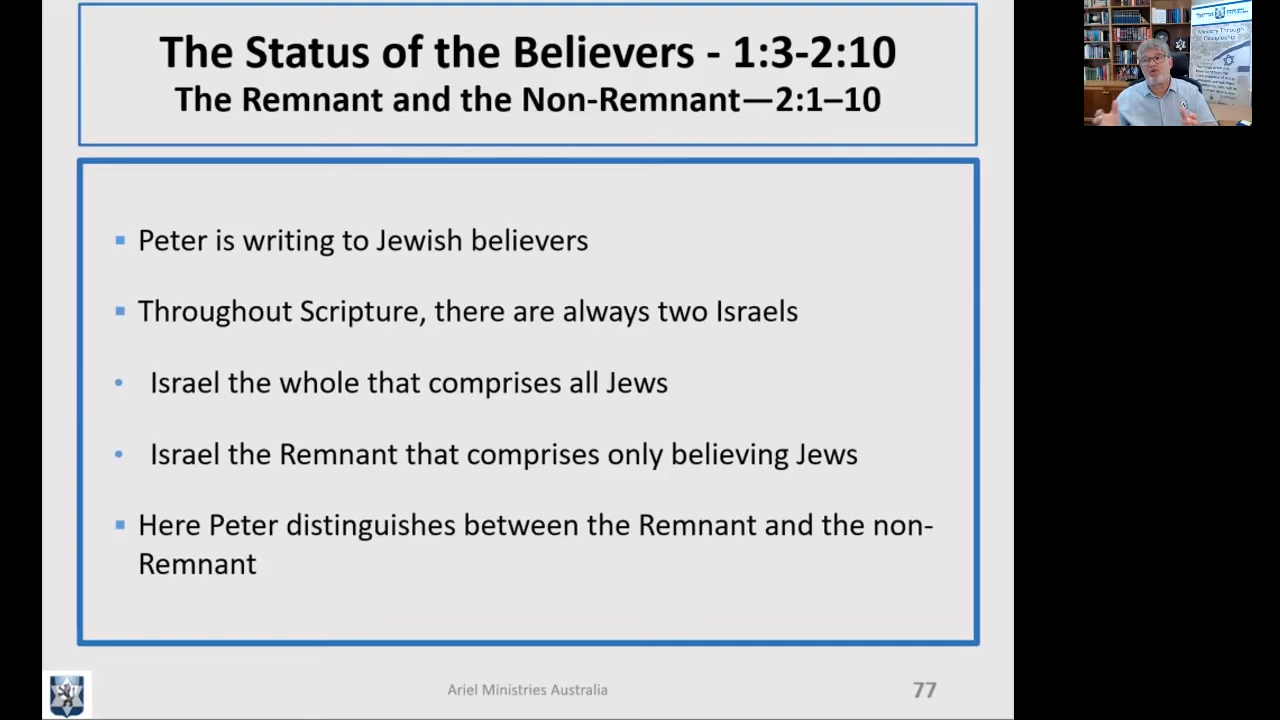 The Status of the Believers - 1:3-2:10
The Remnant and the Non-Remnant—2:1–10
Peter is writing to Jewish believers
Throughout Scripture, there are always two Israels
Israel the whole that comprises all Jews
Israel the Remnant that comprises only believing Jews
Here Peter distinguishes between the Remnant and the non-
Remnant
Ariel Ministries Australia
77
Ministry Through
Discipleship